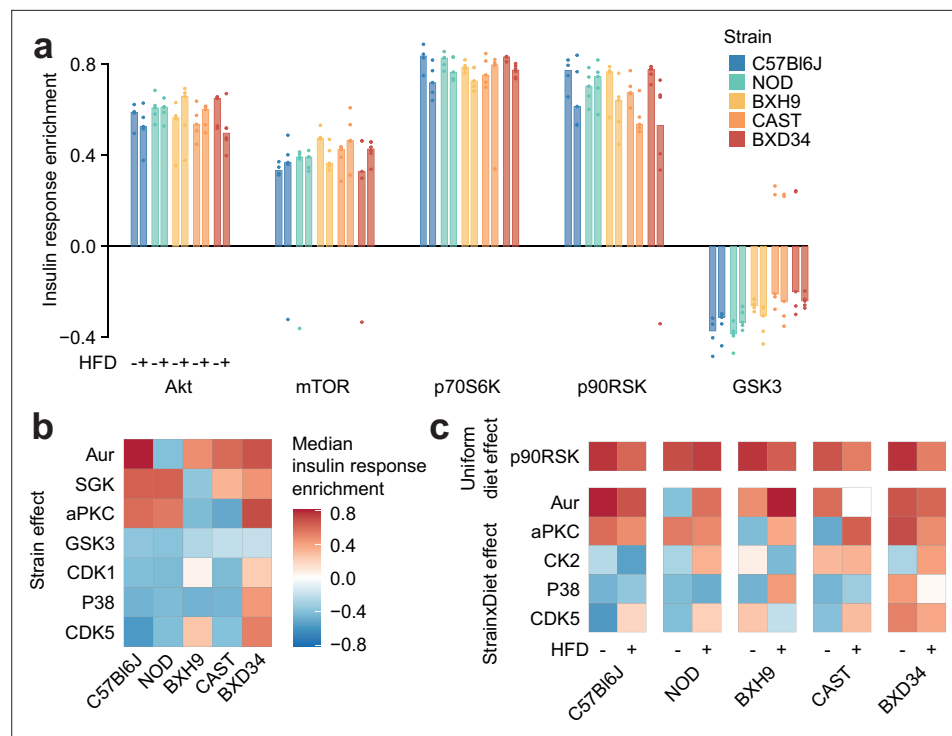 a
Strain
C57Bl6J
NOD
BXH9
CAST
BXD34
Insulin response enrichment
0.8
0.4
0.0
−0.4
HFD -+ -+ -+ -+ -+
Akt mTOR p70S6K p90RSK GSK3
b
Strain effect
Aur
SGK
aPKC
GSK3
CDK1
P38
CDK5
C57Bl6J NOD BXH9 CAST BXD34
Median
insulin response
enrichment
0.8
0.4
0.0
−0.4
−0.8
c
Uniform
diet effect
p90RSK
StrainxDiet effect
Aur
aPKC
CK2
P38
CDK5
HFD - + - + - + - + - +
C57Bl6J NOD BXH9 CAST BXD34